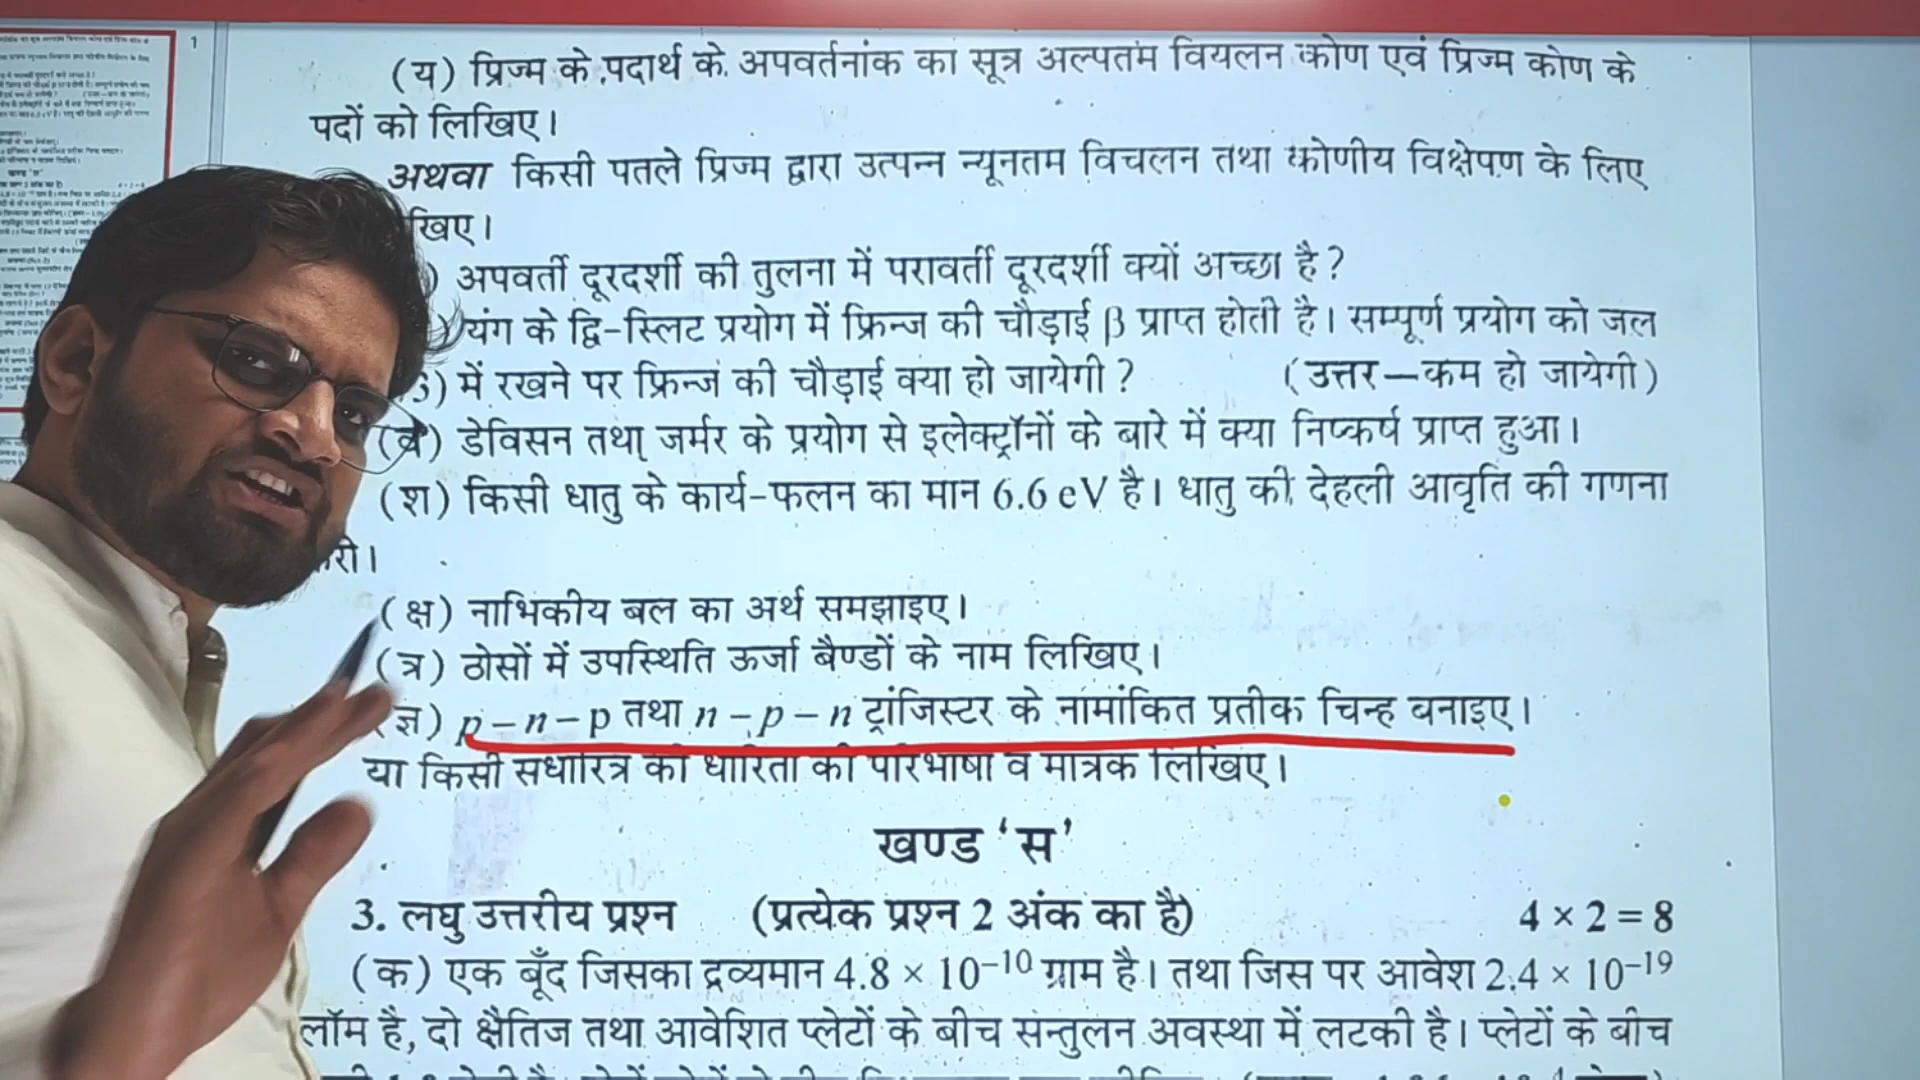 1
(य) प्रिज्म के पदार्थ के अपवर्तनांक का सूत्र अल्पतम वियलन कोण एवं प्रिज्म कोण के
पदों को लिखिए।
अथवा किसी पतले प्रिज्म द्वारा उत्पन्न न्यूनतम विचलन तथा कोणीय विक्षेपण के लिए
खिए।
) अपवर्ती दूरदर्शी की तुलना में परावर्ती दूरदर्शी क्यों अच्छा है?
यंग के द्वि-स्लिट प्रयोग में फ्रिन्ज की चौड़ाई β प्राप्त होती है। सम्पूर्ण प्रयोग को जल
3) में रखने पर फ्रिन्ज की चौड़ाई क्या हो जायेगी? (उत्तर—कम हो जायेगी)
(व) डेविसन तथा जर्मर के प्रयोग से इलेक्ट्रॉनों के बारे में क्या निष्कर्ष प्राप्त हुआ।
(श) किसी धातु के कार्य-फलन का मान 6.6 eV है। धातु की देहली आवृति की गणना
करो।
(क्ष) नाभिकीय बल का अर्थ समझाइए।
(त्र) ठोसों में उपस्थिति ऊर्जा बैण्डों के नाम लिखिए।
(ज्ञ) p – n – p तथा n – p – n ट्रांजिस्टर के नामांकित प्रतीक चिन्ह बनाइए।
या किसी संधारित्र की धारिता की परिभाषा व मात्रक लिखिए।
खण्ड ‘स’
3. लघु उत्तरीय प्रश्न (प्रत्येक प्रश्न 2 अंक का है) 4 × 2 = 8
(क) एक बूँद जिसका द्रव्यमान 4.8 × 10⁻¹⁰ ग्राम है। तथा जिस पर आवेश 2.4 × 10⁻¹⁹
लॉम है, दो क्षैतिज तथा आवेशित प्लेटों के बीच सन्तुलन अवस्था में लटकी है। प्लेटों के बीच